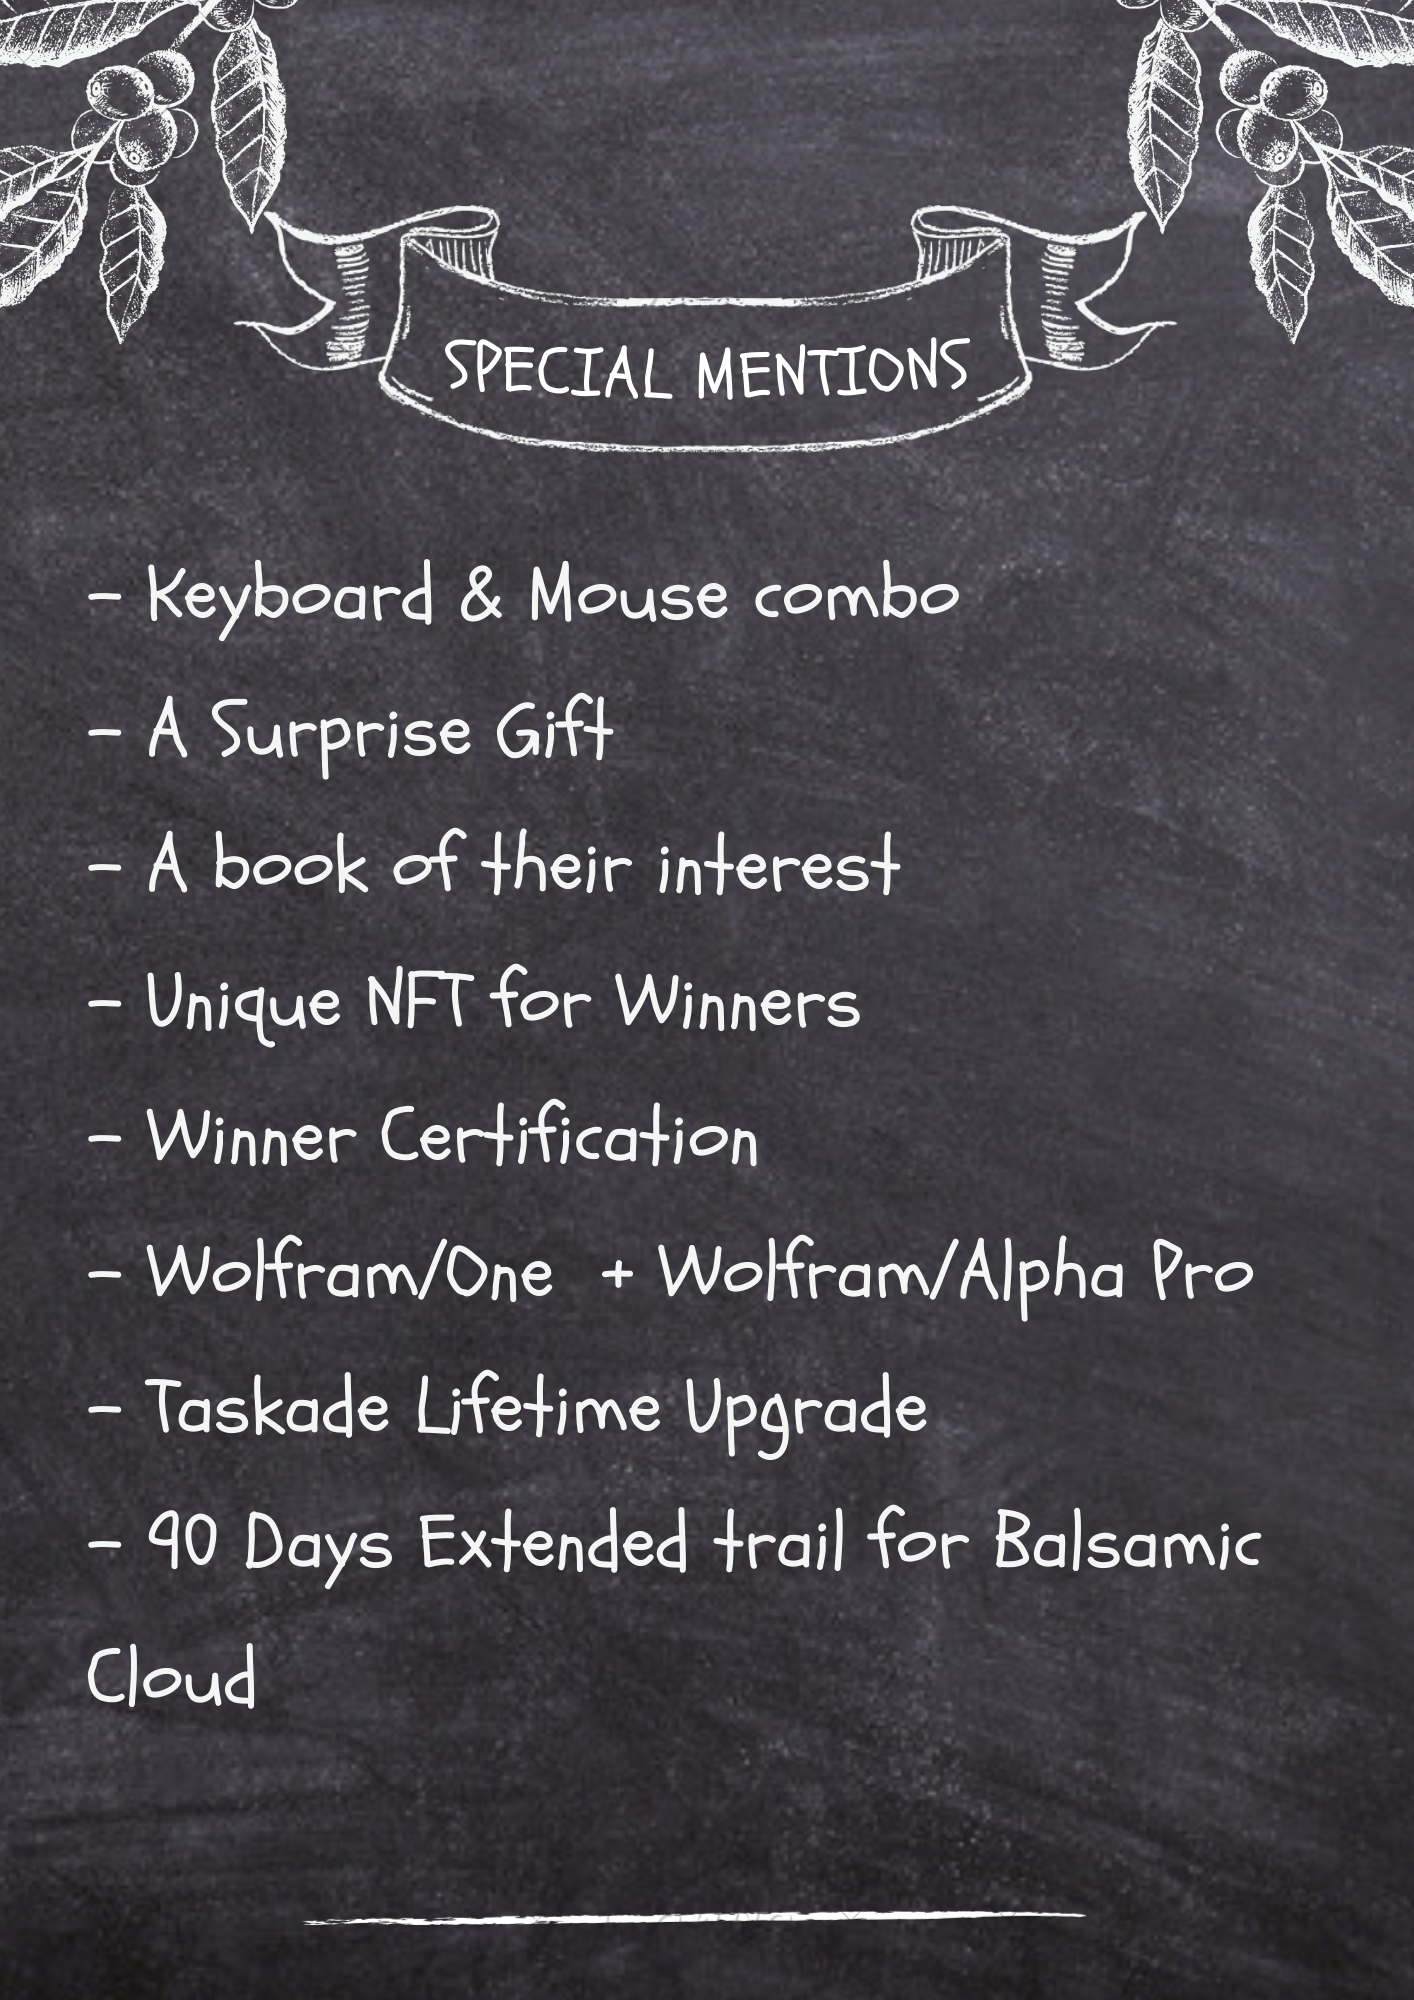 SPECIAL MENTIONS
- Keyboard & Mouse combo
- A Surprise Gift
- A book of their interest
- Unique NFT for Winners
- Winner Certification
- Wolfram/One + Wolfram/Alpha Pro
- Taskade Lifetime Upgrade
- 90 Days Extended trail for Balsamic
Cloud